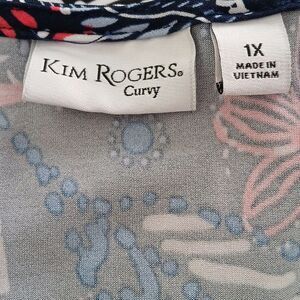 KIM ROGERS®
Curvy
1X
MADE IN
VIETNAM